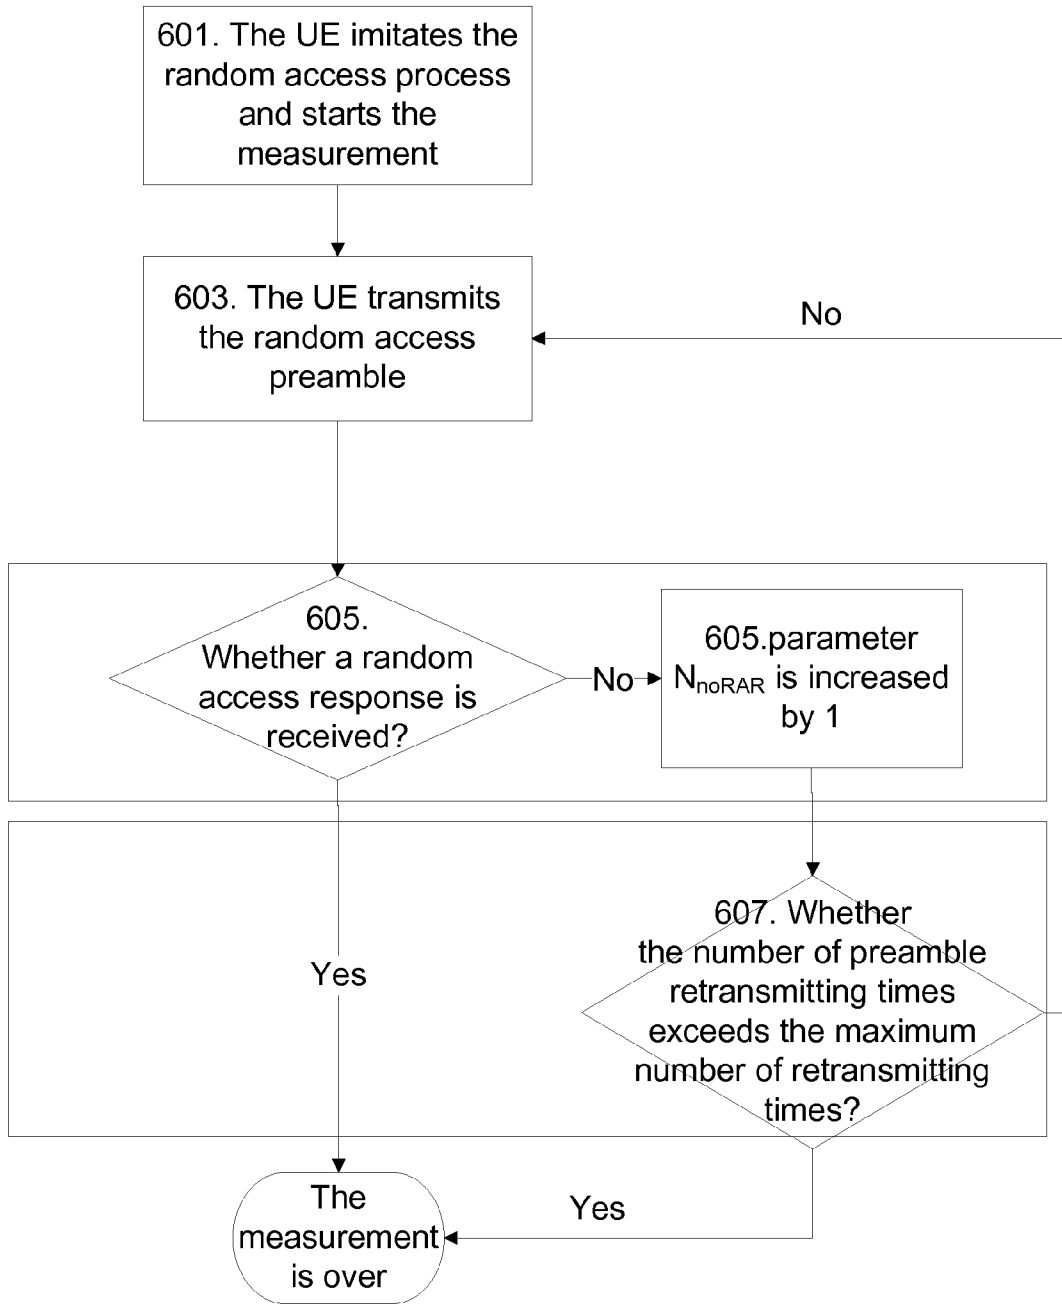 601. The UE imitates the
random access process
and starts the
measurement
603. The UE transmits
the random access
preamble
No
605.
Whether a random
access response is
received?
No
605.parameter
NnoRAR is increased
by 1
607. Whether
the number of preamble
retransmitting times
exceeds the maximum
number of retransmitting
times?
Yes
Yes
The
measurement
is over